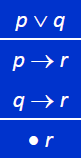 p ∨ q
p → r
q → r
• r